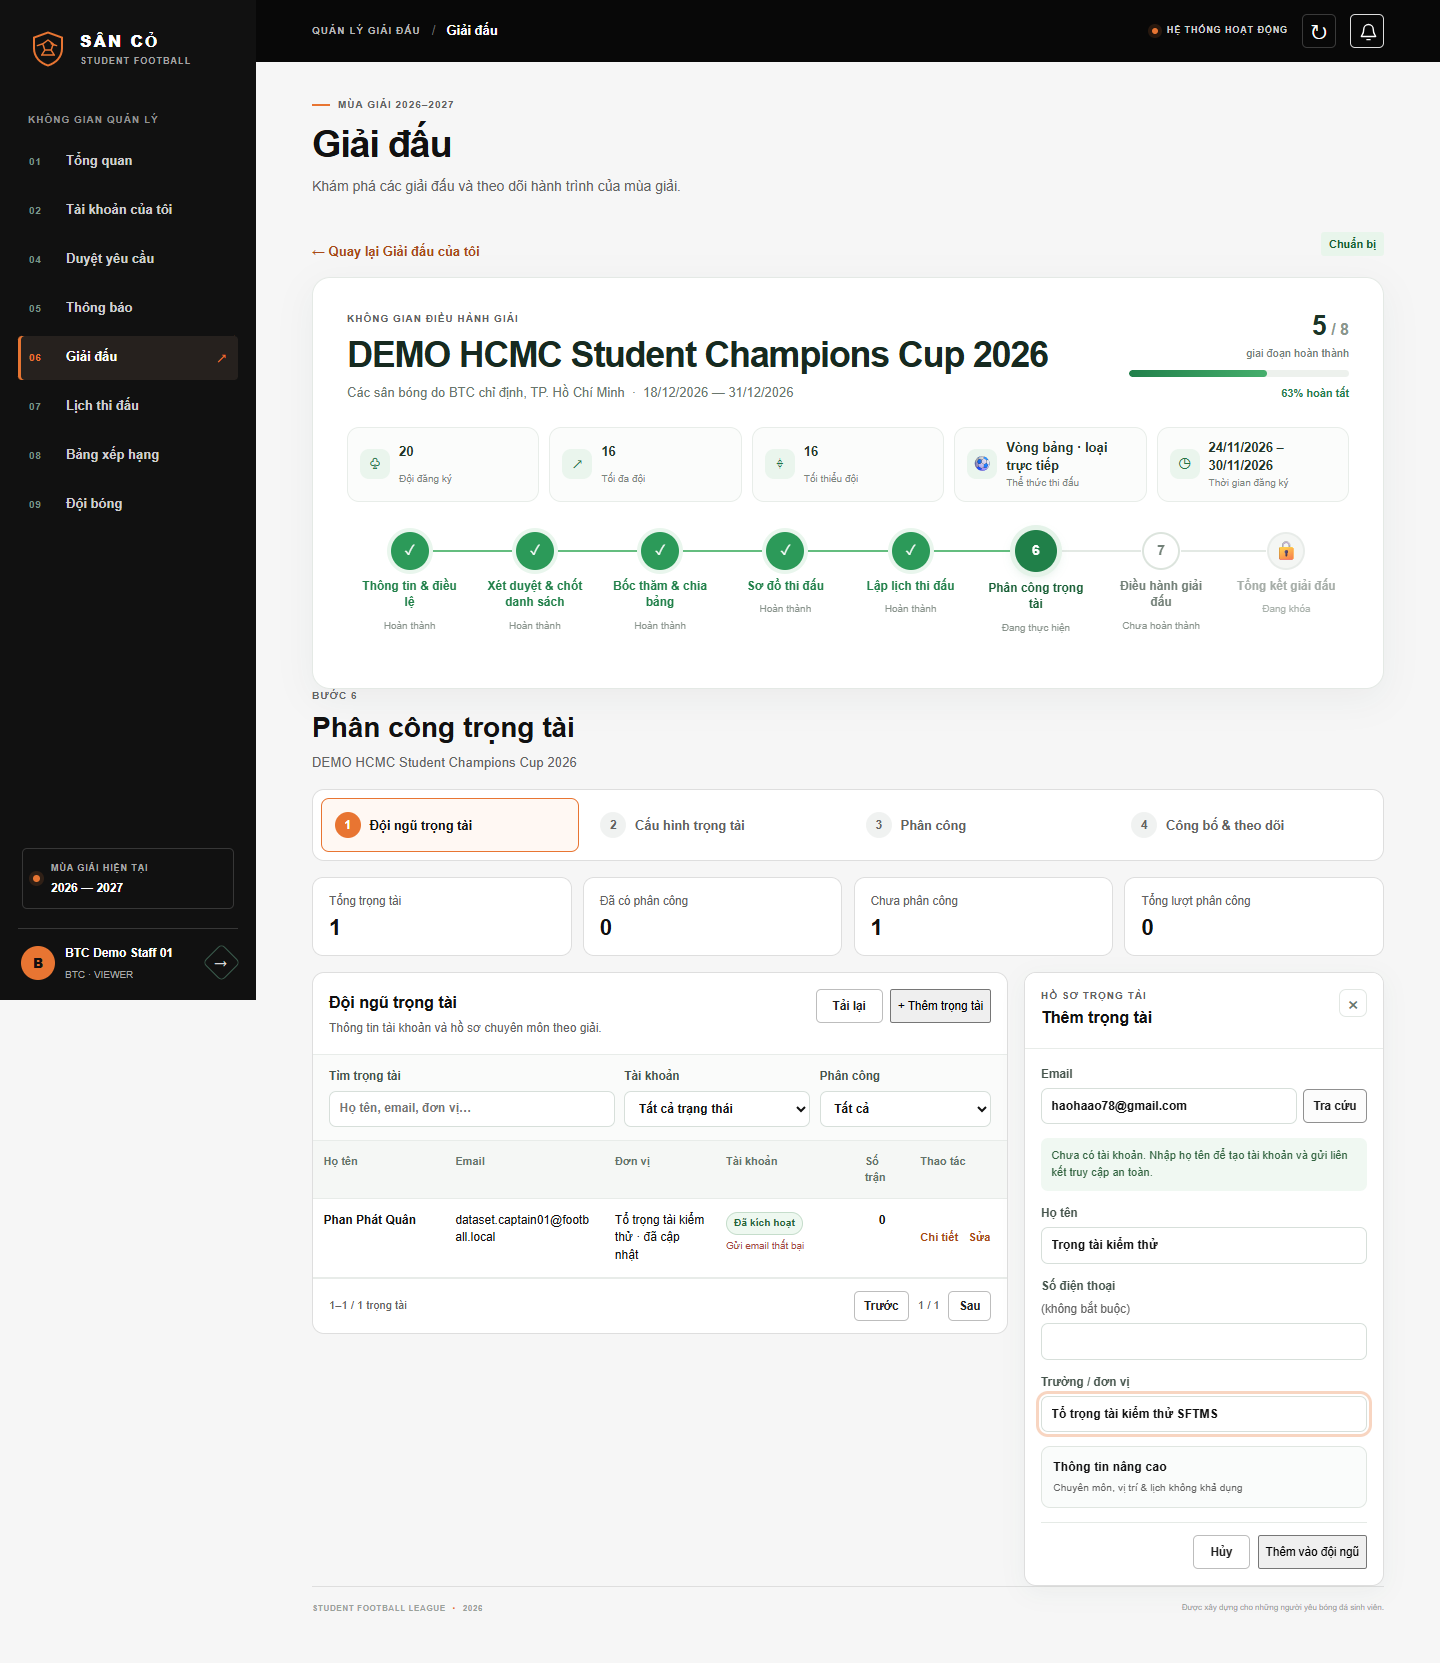 SÂN CỎ
STUDENT FOOTBALL
KHÔNG GIAN QUẢN LÝ
01 Tổng quan
02 Tài khoản của tôi
04 Duyệt yêu cầu
05 Thông báo
06 Giải đấu ↗
07 Lịch thi đấu
08 Bảng xếp hạng
09 Đội bóng
MÙA GIẢI HIỆN TẠI
2026 — 2027
B
BTC Demo Staff 01
BTC · VIEWER
→
QUẢN LÝ GIẢI ĐẤU / Giải đấu
HỆ THỐNG HOẠT ĐỘNG
MÙA GIẢI 2026–2027
Giải đấu
Khám phá các giải đấu và theo dõi hành trình của mùa giải.
← Quay lại Giải đấu của tôi
Chuẩn bị
KHÔNG GIAN ĐIỀU HÀNH GIẢI
DEMO HCMC Student Champions Cup 2026
Các sân bóng do BTC chỉ định, TP. Hồ Chí Minh · 18/12/2026 — 31/12/2026
5 / 8
giai đoạn hoàn thành
63% hoàn tất
20
Đội đăng ký
16
Tối đa đội
16
Tối thiểu đội
Vòng bảng · loại
trực tiếp
Thể thức thi đấu
24/11/2026 –
30/11/2026
Thời gian đăng ký
✓
Thông tin & điều
lệ
Hoàn thành
✓
Xét duyệt & chốt
danh sách
Hoàn thành
✓
Bốc thăm & chia
bảng
Hoàn thành
✓
Sơ đồ thi đấu
Hoàn thành
✓
Lập lịch thi đấu
Hoàn thành
6
Phân công trọng
tài
Đang thực hiện
7
Điều hành giải
đấu
Chưa hoàn thành
Tổng kết giải đấu
Đang khóa
BƯỚC 6
Phân công trọng tài
DEMO HCMC Student Champions Cup 2026
1 Đội ngũ trọng tài
2 Cấu hình trọng tài
3 Phân công
4 Công bố & theo dõi
Tổng trọng tài
1
Đã có phân công
0
Chưa phân công
1
Tổng lượt phân công
0
Đội ngũ trọng tài
Thông tin tài khoản và hồ sơ chuyên môn theo giải.
Tải lại
+ Thêm trọng tài
Tìm trọng tài
Họ tên, email, đơn vị...
Tài khoản
Tất cả trạng thái
Phân công
Tất cả
Họ tên
Email
Đơn vị
Tài khoản
Số
trận
Thao tác
Phan Phát Quân
dataset.captain01@footb
all.local
Tổ trọng tài kiểm
thử · đã cập
nhật
Đã kích hoạt
Gửi email thất bại
0
Chi tiết Sửa
1–1 / 1 trọng tài
Trước
1 / 1
Sau
HỒ SƠ TRỌNG TÀI
Thêm trọng tài
×
Email
haohaao78@gmail.com
Tra cứu
Chưa có tài khoản. Nhập họ tên để tạo tài khoản và gửi liên
kết truy cập an toàn.
Họ tên
Trọng tài kiểm thử
Số điện thoại
(không bắt buộc)
Trường / đơn vị
Tổ trọng tài kiểm thử SFTMS
Thông tin nâng cao
Chuyên môn, vị trí & lịch không khả dụng
Hủy
Thêm vào đội ngũ
STUDENT FOOTBALL LEAGUE • 2026
Được xây dựng cho những người yêu bóng đá sinh viên.